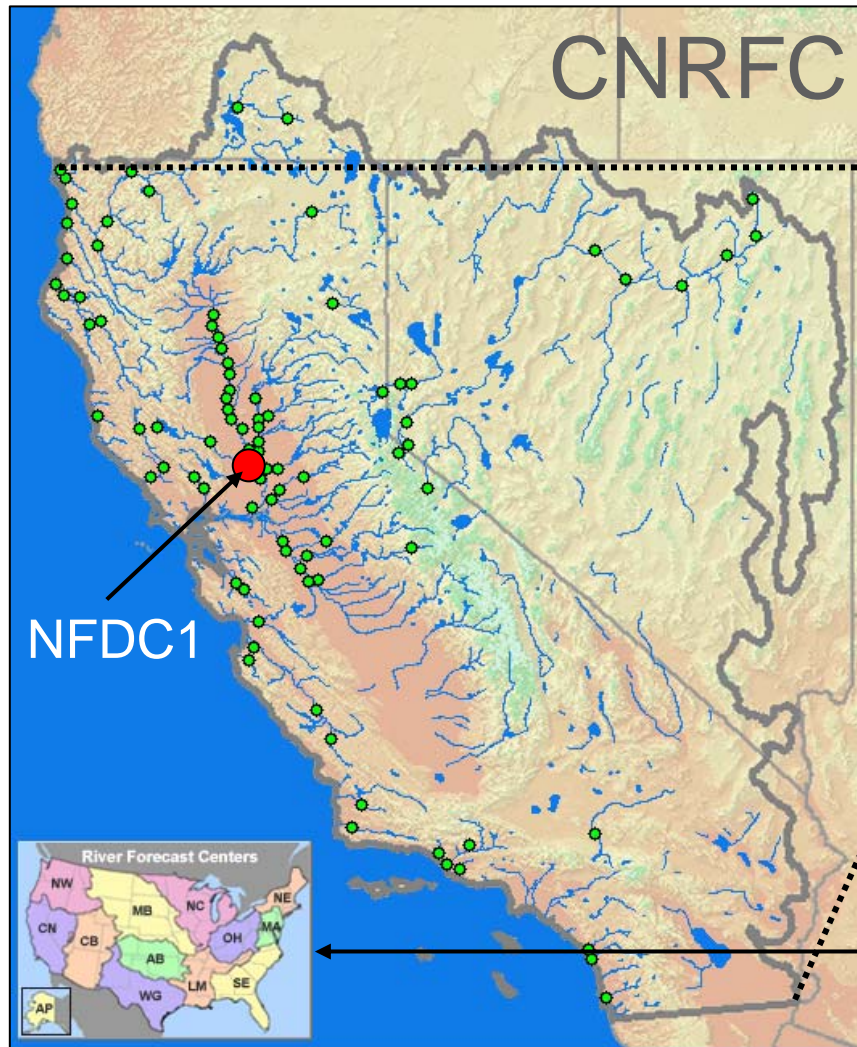 CNRFC
NFDC1
River Forecast Centers
NW
MB
NC
NE
CN
CB
OH
MA
AB
WG
LM
SE
AP